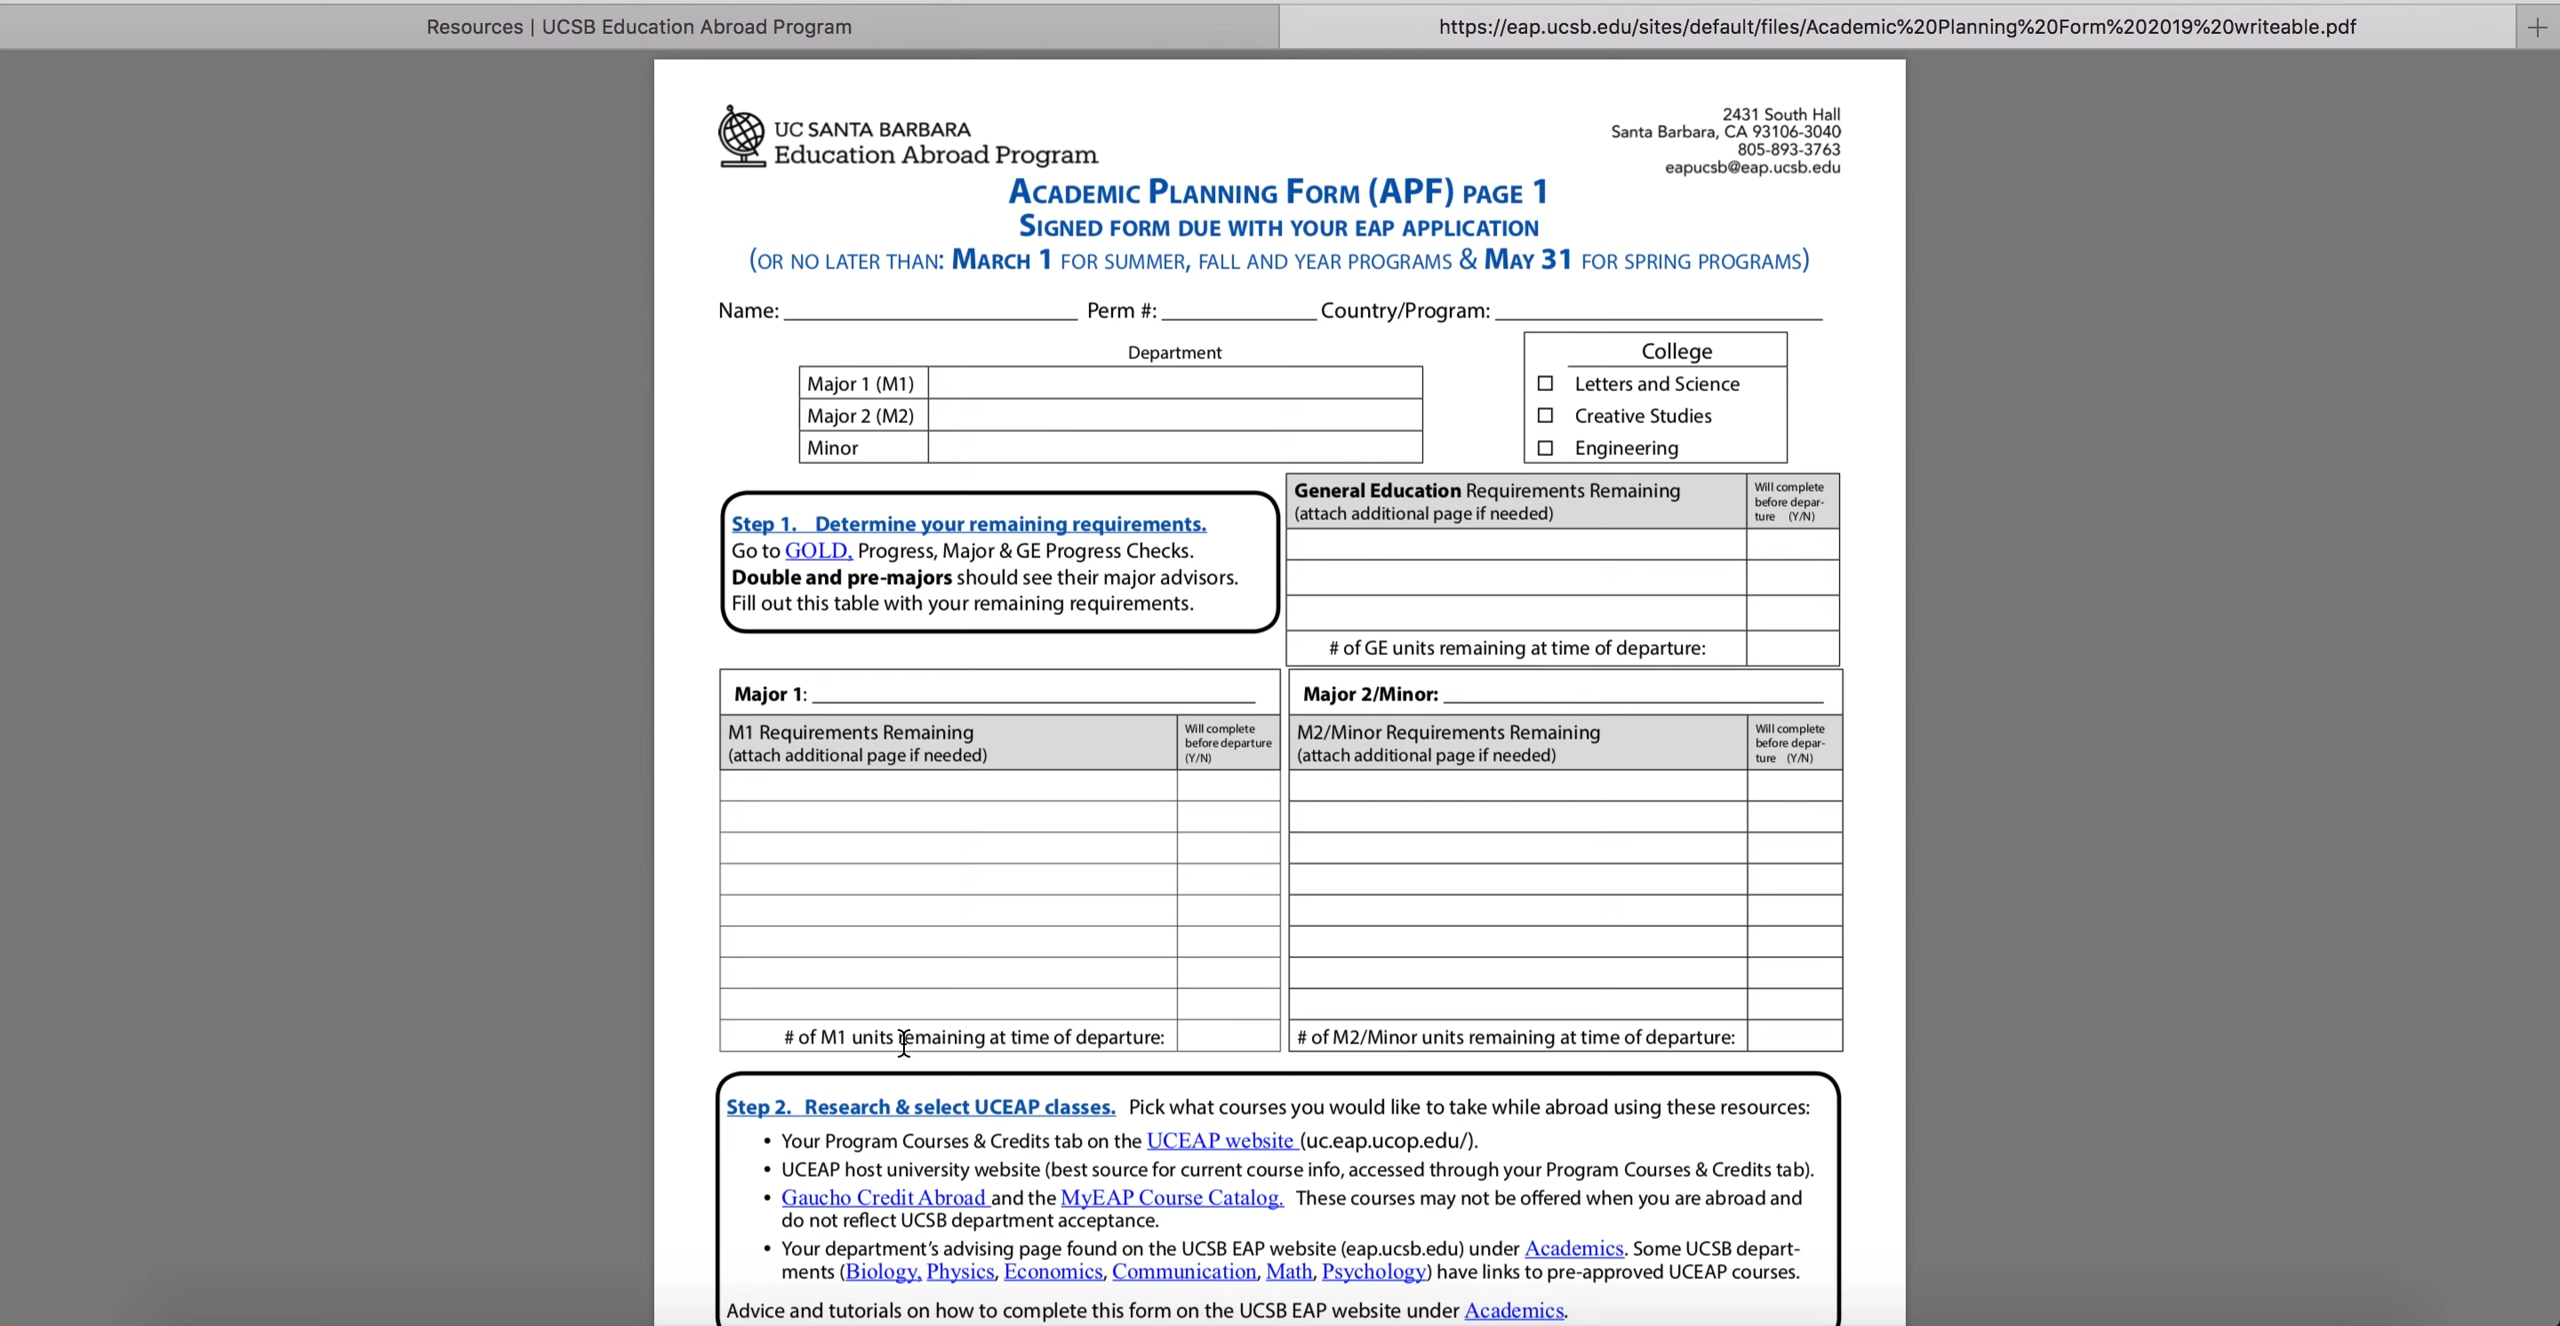 Resources | UCSB Education Abroad Program
https://eap.ucsb.edu/sites/default/files/Academic%20Planning%20Form%202019%20writeable.pdf
UC SANTA BARBARA
Education Abroad Program
2431 South Hall
Santa Barbara, CA 93106-3040
805-893-3763
eapucsb@eap.ucsb.edu
Academic Planning Form (APF) page 1
Signed form due with your eap application
(or no later than: March 1 for summer, fall and year programs & May 31 for spring programs)
Name: Perm #: Country/Program:
Department
Major 1 (M1)
Major 2 (M2)
Minor
College
Letters and Science
Creative Studies
Engineering
Step 1. Determine your remaining requirements.
Go to GOLD, Progress, Major & GE Progress Checks.
Double and pre-majors should see their major advisors.
Fill out this table with your remaining requirements.
General Education Requirements Remaining
(attach additional page if needed)
Will complete
before depar-
ture (Y/N)
# of GE units remaining at time of departure:
Major 1:
M1 Requirements Remaining
(attach additional page if needed)
Will complete
before departure
(Y/N)
# of M1 units remaining at time of departure:
Major 2/Minor:
M2/Minor Requirements Remaining
(attach additional page if needed)
Will complete
before depar-
ture (Y/N)
# of M2/Minor units remaining at time of departure:
Step 2. Research & select UCEAP classes. Pick what courses you would like to take while abroad using these resources:
• Your Program Courses & Credits tab on the UCEAP website (uc.eap.ucop.edu/).
• UCEAP host university website (best source for current course info, accessed through your Program Courses & Credits tab).
• Gaucho Credit Abroad and the MyEAP Course Catalog. These courses may not be offered when you are abroad and
do not reflect UCSB department acceptance.
• Your department's advising page found on the UCSB EAP website (eap.ucsb.edu) under Academics. Some UCSB depart-
ments (Biology, Physics, Economics, Communication, Math, Psychology) have links to pre-approved UCEAP courses.
Advice and tutorials on how to complete this form on the UCSB EAP website under Academics.